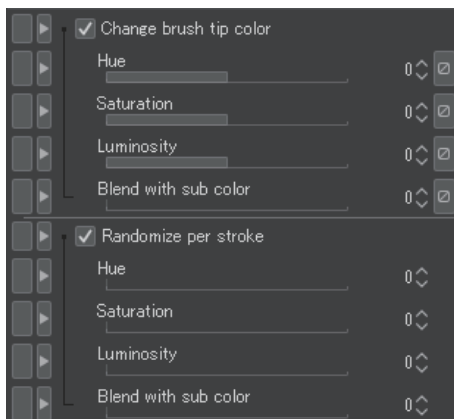 Change brush tip color
Hue 0
Saturation 0
Luminosity 0
Blend with sub color 0
Randomize per stroke
Hue 0
Saturation 0
Luminosity 0
Blend with sub color 0